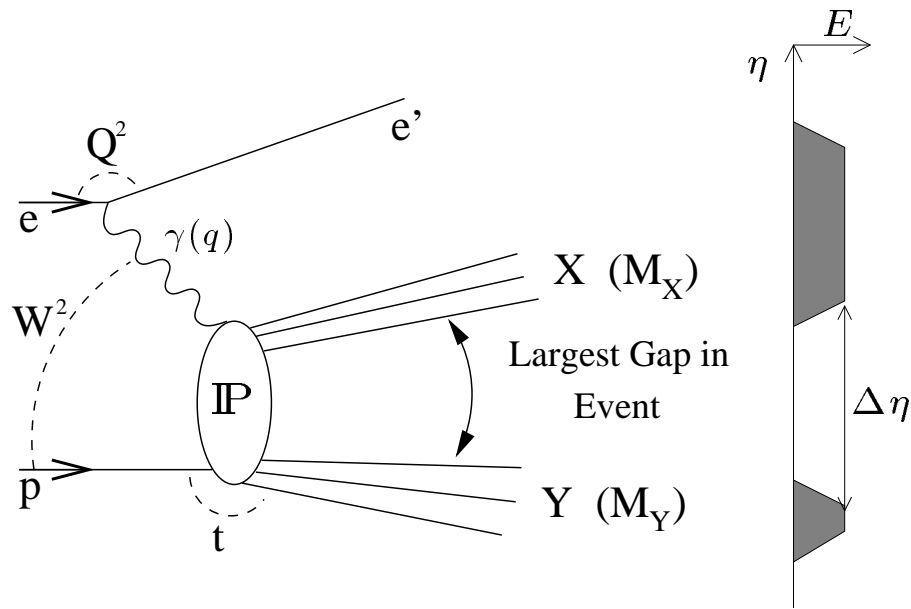 E
η
Q²
e'
e
γ(q)
X (M_X)
W²
Largest Gap in
Event
IP
Δη
p
Y (M_Y)
t